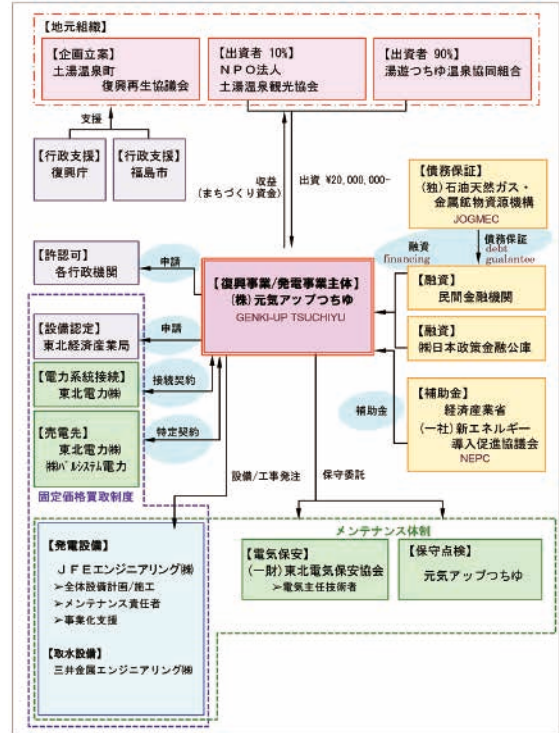 【地元組織】
【企画立案】
土湯温泉町
復興再生協議会
【出資者 10%】
NPO法人
土湯温泉観光協会
【出資者 90%】
湯遊つちゆ温泉協同組合
支援
【行政支援】
復興庁
【行政支援】
福島市
収益
(まちづくり資金)
出資 ¥20,000,000-
【債務保証】
(独)石油天然ガス・
金属鉱物資源機構
JOGMEC
融資
financing
債務保証
debt
gualantee
【許認可】
各行政機関
申請
【復興事業/発電事業主体】
(株)元気アップつちゆ
GENKI-UP TSUCHIYU
【融資】
民間金融機関
【設備認定】
東北経済産業局
申請
【融資】
㈱日本政策金融公庫
【電力系統接続】
東北電力㈱
接続契約
補助金
【補助金】
経済産業省
(一社)新エネルギー
導入促進協議会
NEPC
【売電先】
東北電力㈱
㈱パルシステム電力
特定契約
固定価格買取制度
設備/工事発注
保守委託
メンテナンス体制
【発電設備】
JFEエンジニアリング㈱
➢全体設備計画/施工
➢メンテナンス責任者
➢事業化支援
【取水設備】
三井金属エンジニアリング㈱
【電気保安】
(一財)東北電気保安協会
➢電気主任技術者
【保守点検】
元気アップつちゆ